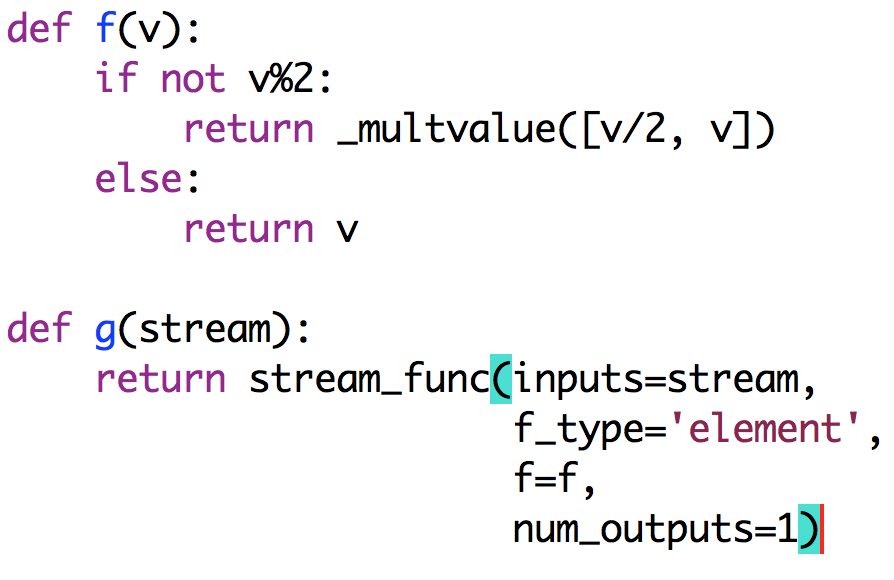 def f(v):
    if not v%2:
        return _multvalue([v/2, v])
    else:
        return v

def g(stream):
    return stream_func(inputs=stream,
                       f_type='element',
                       f=f,
                       num_outputs=1)